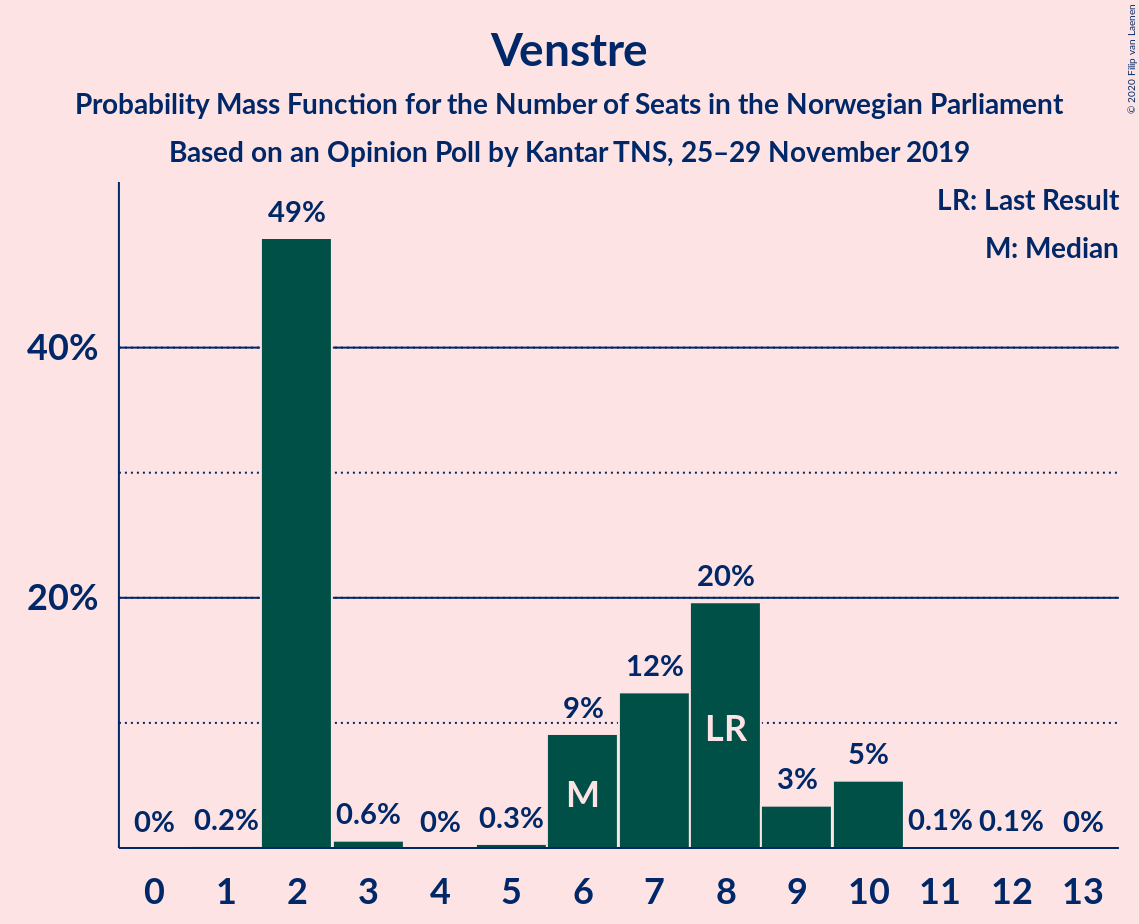 Venstre
Probability Mass Function for the Number of Seats in the Norwegian Parliament
Based on an Opinion Poll by Kantar TNS, 25–29 November 2019
© 2020 Filip van Laenen
LR: Last Result
M: Median
40%
20%
0%
0.2%
49%
0.6%
0%
0.3%
9%
12%
20%
3%
5%
0.1%
0.1%
0%
M
LR
0 1 2 3 4 5 6 7 8 9 10 11 12 13